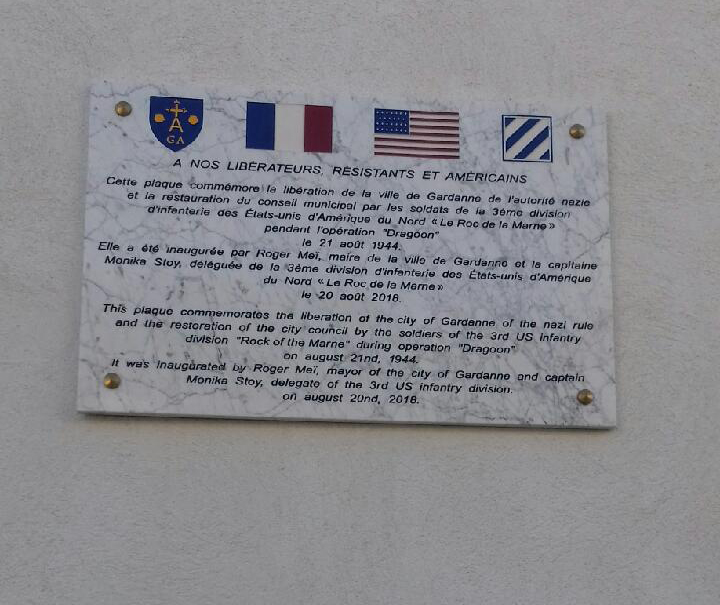 A
GA
A NOS LIBÉRATEURS, RÉSISTANTS ET AMÉRICAINS
Cette plaque commémore la libération de la ville de Gardanne de l'autorité nazie
et la restauration du conseil municipal par les soldats de la 3ème division
d'infanterie des États-unis d'Amérique du Nord « Le Roc de la Marne »
pendant l'opération "Dragoon"
le 21 août 1944.
Elle a été inaugurée par Roger Meï, maire de la ville de Gardanne et la capitaine
Monika Stoy, déléguée de la 3ème division d'infanterie des États-unis d'Amérique
du Nord « Le Roc de la Marne »
le 20 août 2018.
This plaque commemorates the liberation of the city of Gardanne of the nazi rule
and the restoration of the city council by the soldiers of the 3rd US infantry
division "Rock of the Marne" during operation "Dragoon"
on august 21nd, 1944.
It was inaugurated by Roger Meï, mayor of the city of Gardanne and captain
Monika Stoy, delegate of the 3rd US infantry division.
on august 20nd, 2018.